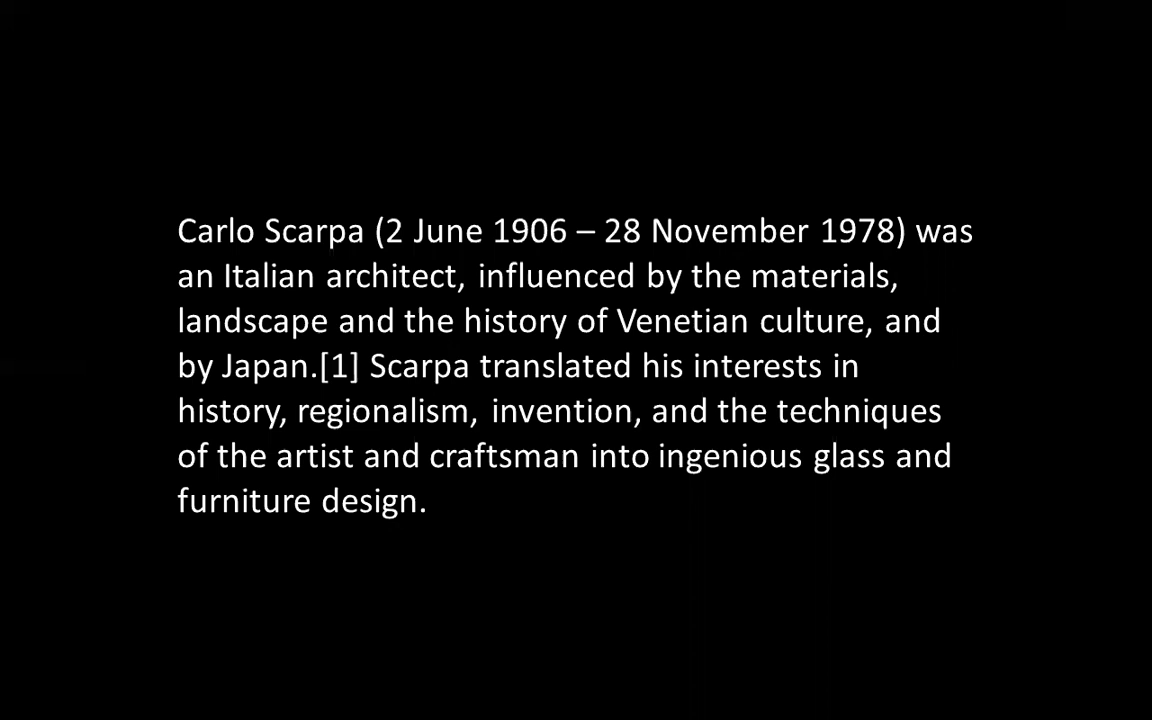 Carlo Scarpa (2 June 1906 – 28 November 1978) was
an Italian architect, influenced by the materials,
landscape and the history of Venetian culture, and
by Japan.[1] Scarpa translated his interests in
history, regionalism, invention, and the techniques
of the artist and craftsman into ingenious glass and
furniture design.